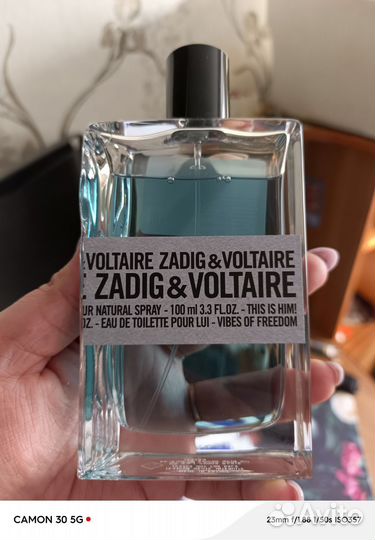 :VOLTAIRE ZADIG&VOLTAIRE
E ZADIG&VOLTAIRE
UR NATURAL SPRAY - 100 ml 3.3 FL.OZ. - THIS IS HIM!
OZ. - EAU DE TOILETTE POUR LUI - VIBES OF FREEDOM
CAMON 30 5G
23mm f/1.88 1/50s ISO357
Avito